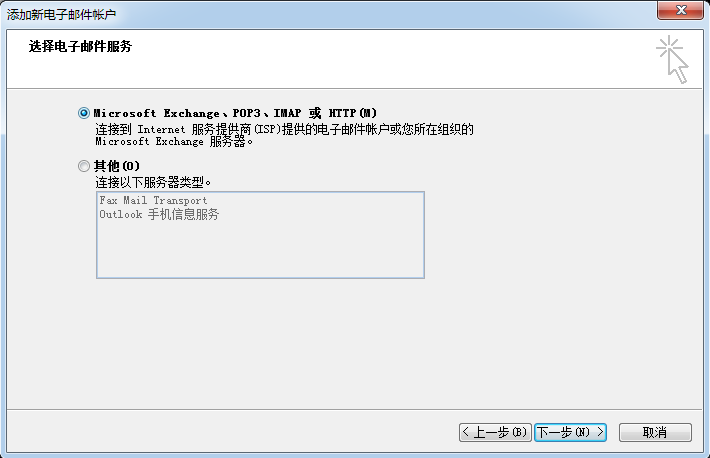 添加新电子邮件帐户
选择电子邮件服务
Microsoft Exchange、POP3、IMAP 或 HTTP(M)
连接到 Internet 服务提供商(ISP)提供的电子邮件帐户或您所在组织的
Microsoft Exchange 服务器。
其他(O)
连接以下服务器类型。
Fax Mail Transport
Outlook 手机信息服务
< 上一步(B) 下一步(N) > 取消